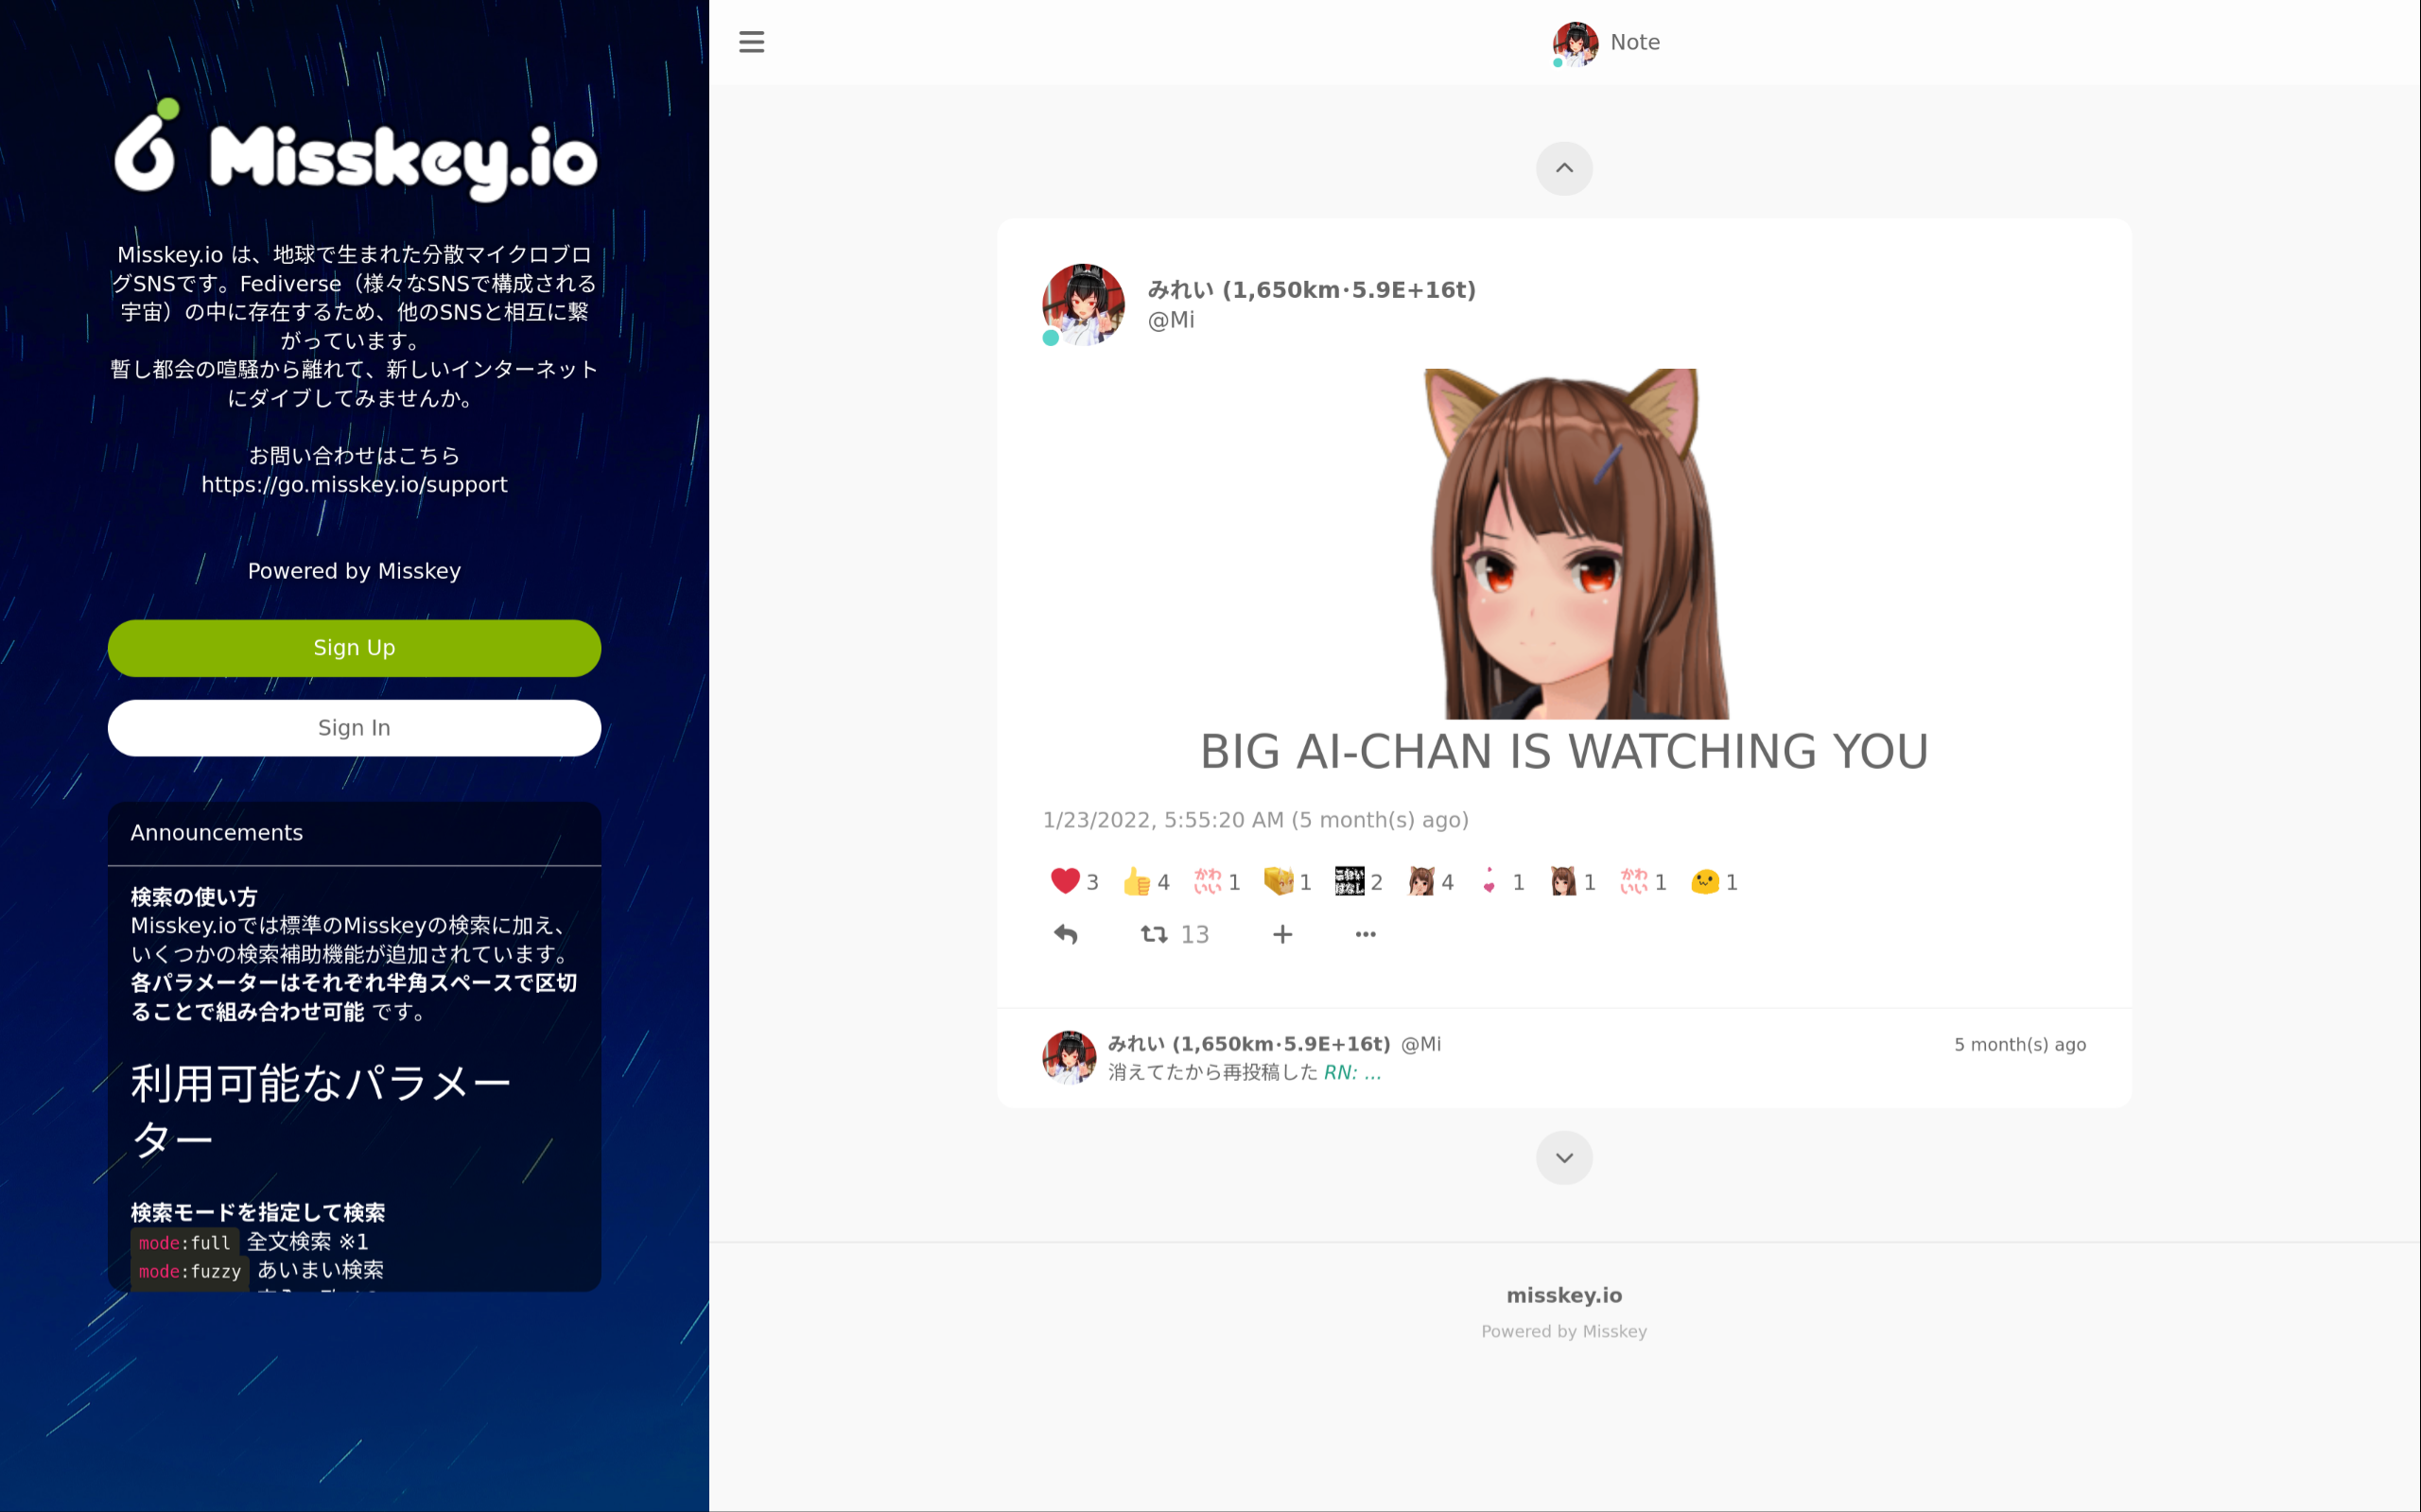 Misskey.io
Misskey.io は、地球で生まれた分散マイクロブロ
グSNSです。Fediverse（様々なSNSで構成される
宇宙）の中に存在するため、他のSNSと相互に繋
がっています。
暫し都会の喧騒から離れて、新しいインターネット
にダイブしてみませんか。
お問い合わせはこちら
https://go.misskey.io/support
Powered by Misskey
Sign Up
Sign In
Announcements
検索の使い方
Misskey.ioでは標準のMisskeyの検索に加え、
いくつかの検索補助機能が追加されています。
各パラメーターはそれぞれ半角スペースで区切
ることで組み合わせ可能 です。
利用可能なパラメー
ター
検索モードを指定して検索
mode:full 全文検索 ※1
mode:fuzzy あいまい検索
Note
みれい (1,650km·5.9E+16t)
@Mi
BIG AI-CHAN IS WATCHING YOU
1/23/2022, 5:55:20 AM (5 month(s) ago)
3 4 かわいい 1 1 2 4 1 1 かわいい 1 1
13
みれい (1,650km·5.9E+16t) @Mi 5 month(s) ago
消えてたから再投稿した RN: ...
misskey.io
Powered by Misskey